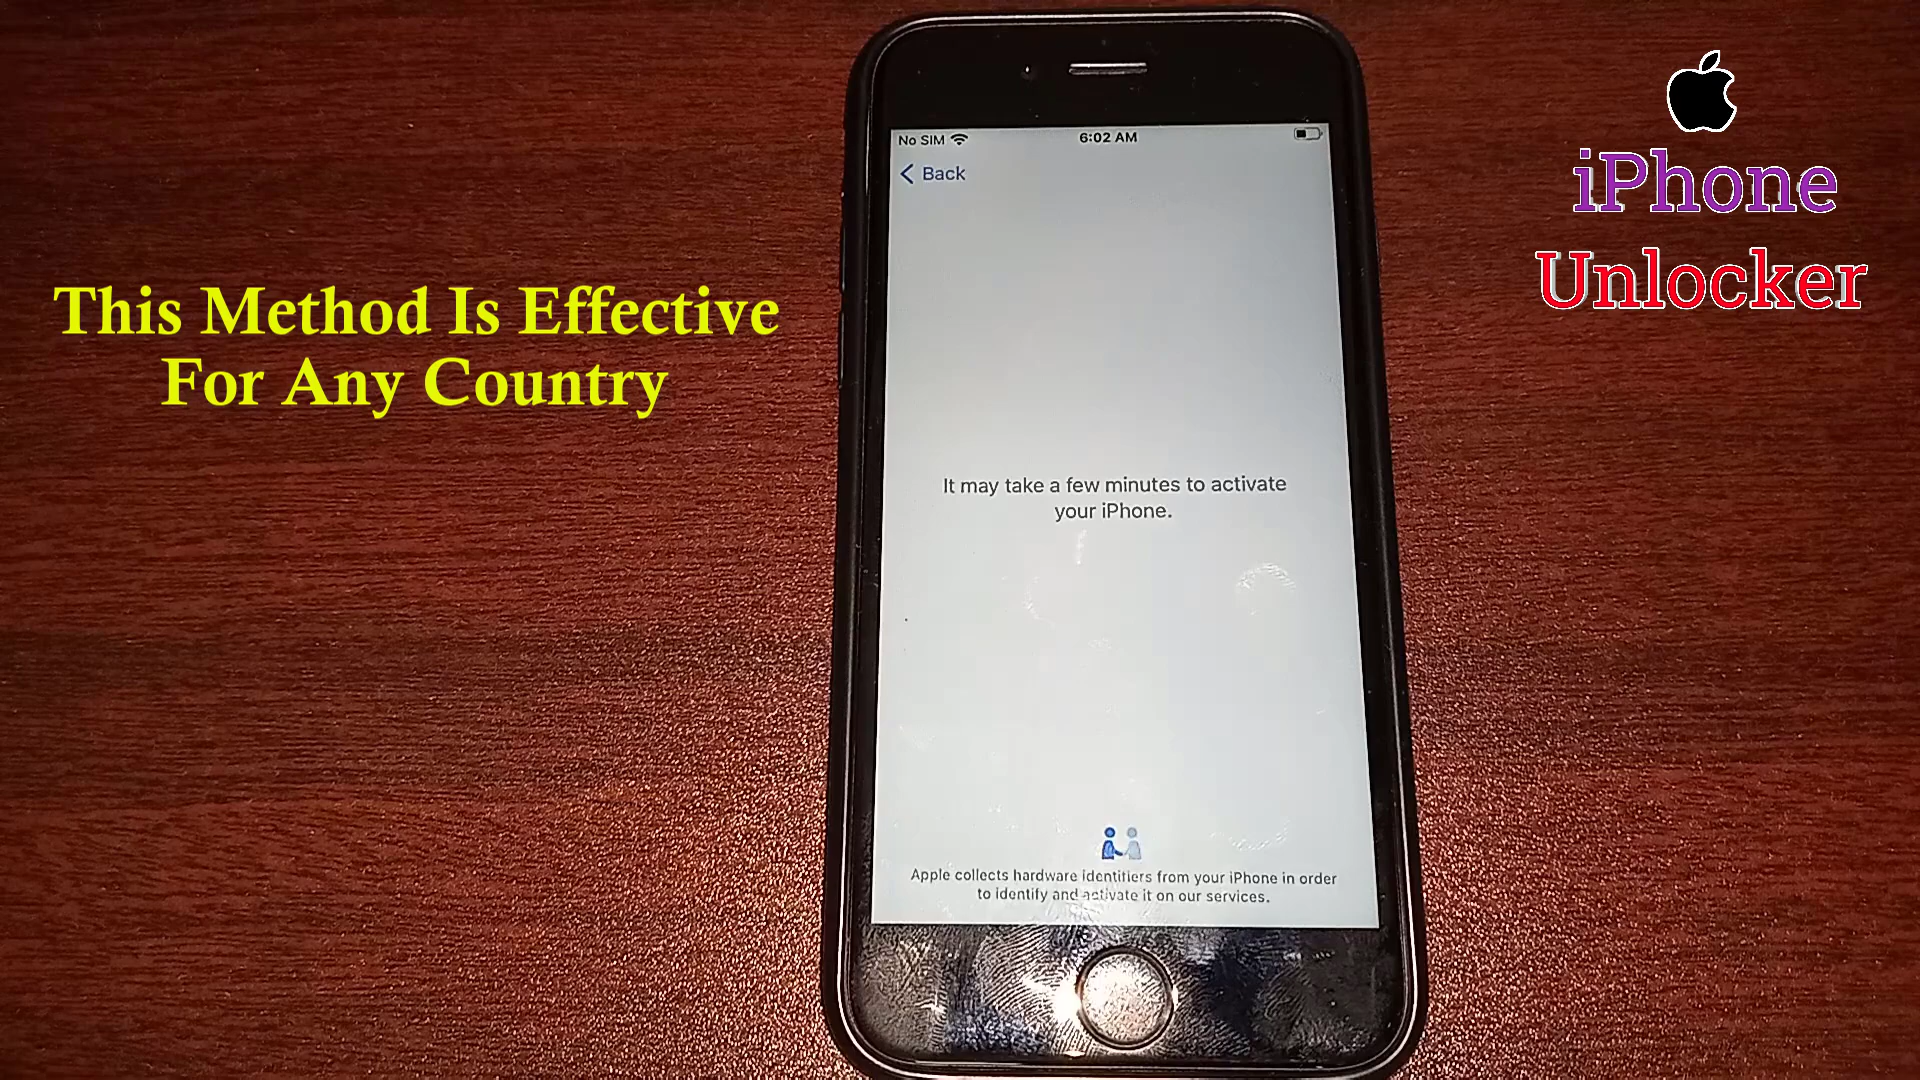 This Method Is Effective
For Any Country
No SIM
6:02 AM
Back
It may take a few minutes to activate
your iPhone.
Apple collects hardware identifiers from your iPhone in order
to identify and activate it on our services.
iPhone
Unlocker